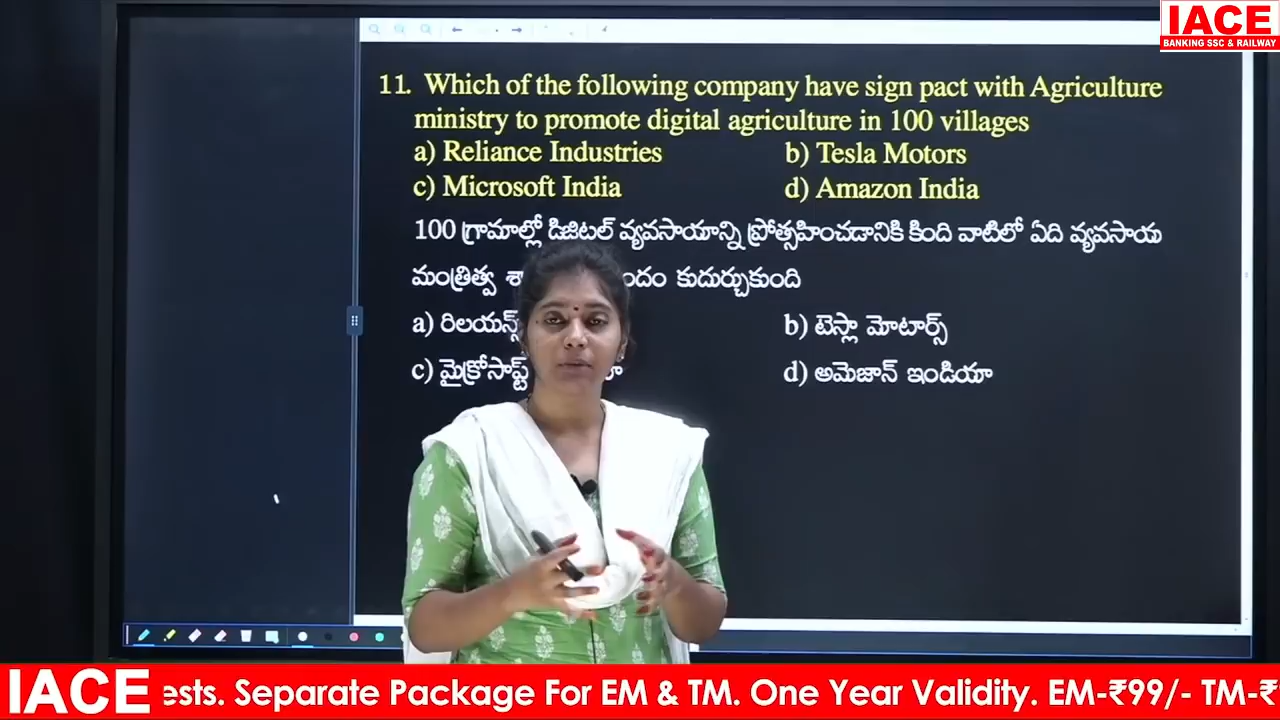 IACE
BANKING SSC & RAILWAY
11. Which of the following company have sign pact with Agriculture
ministry to promote digital agriculture in 100 villages
a) Reliance Industries b) Tesla Motors
c) Microsoft India d) Amazon India
100 గ్రామాల్లో డిజిటల్ వ్యవసాయాన్ని ప్రోత్సహించడానికి కింది వాటిలో ఏది వ్యవసాయ
మంత్రిత్వ కుదుర్చుకుంది
a) రిలయన్స్ b) టెస్లా మోటార్స్
c) మైక్రోసాఫ్ట్ d) అమెజాన్ ఇండియా
IACE ests. Separate Package For EM & TM. One Year Validity. EM-₹99/- TM-₹